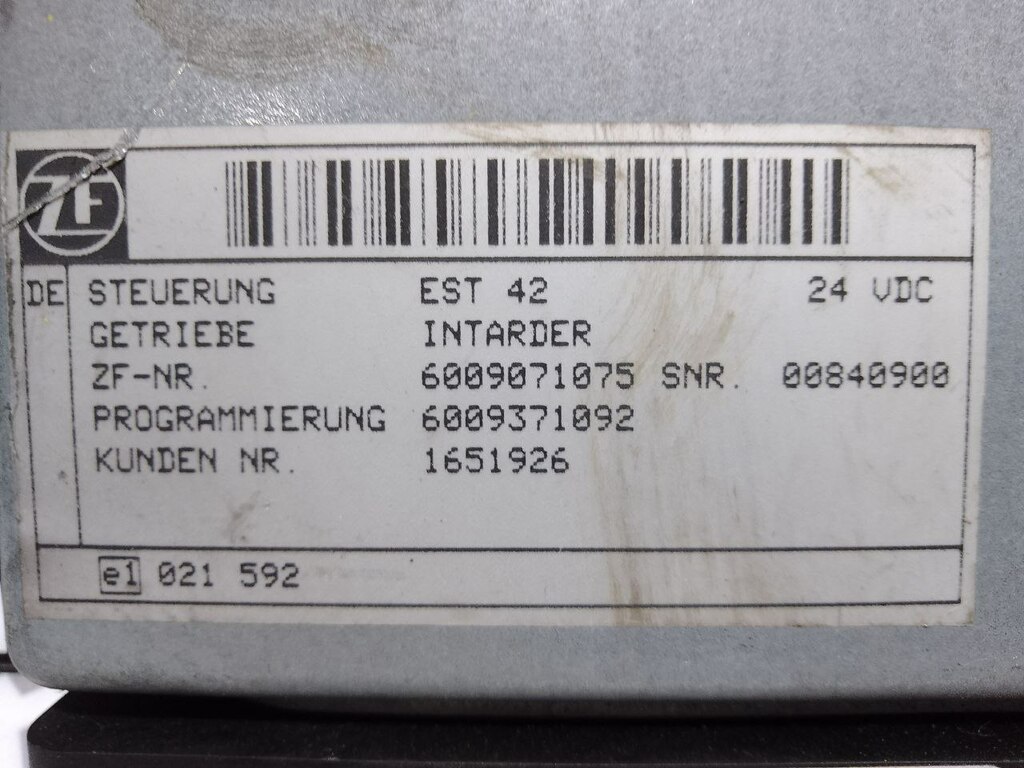 ZF
DE STEUERUNG EST 42 24 VDC
GETRIEBE INTARDER
ZF-NR. 6009071075 SNR. 00840900
PROGRAMMIERUNG 6009371092
KUNDEN NR. 1651926
e1 021 592